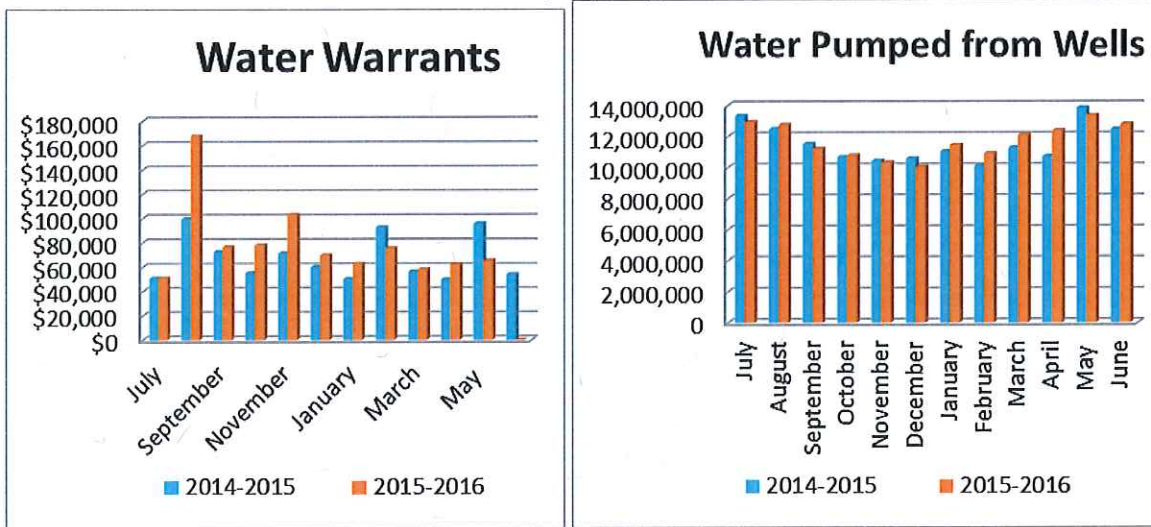 Water Warrants
$180,000
$160,000
$140,000
$120,000
$100,000
$80,000
$60,000
$40,000
$20,000
$0
July
September
November
January
March
May
2014-2015
2015-2016
Water Pumped from Wells
14,000,000
12,000,000
10,000,000
8,000,000
6,000,000
4,000,000
2,000,000
0
July
August
September
October
November
December
January
February
March
April
May
June
2014-2015
2015-2016